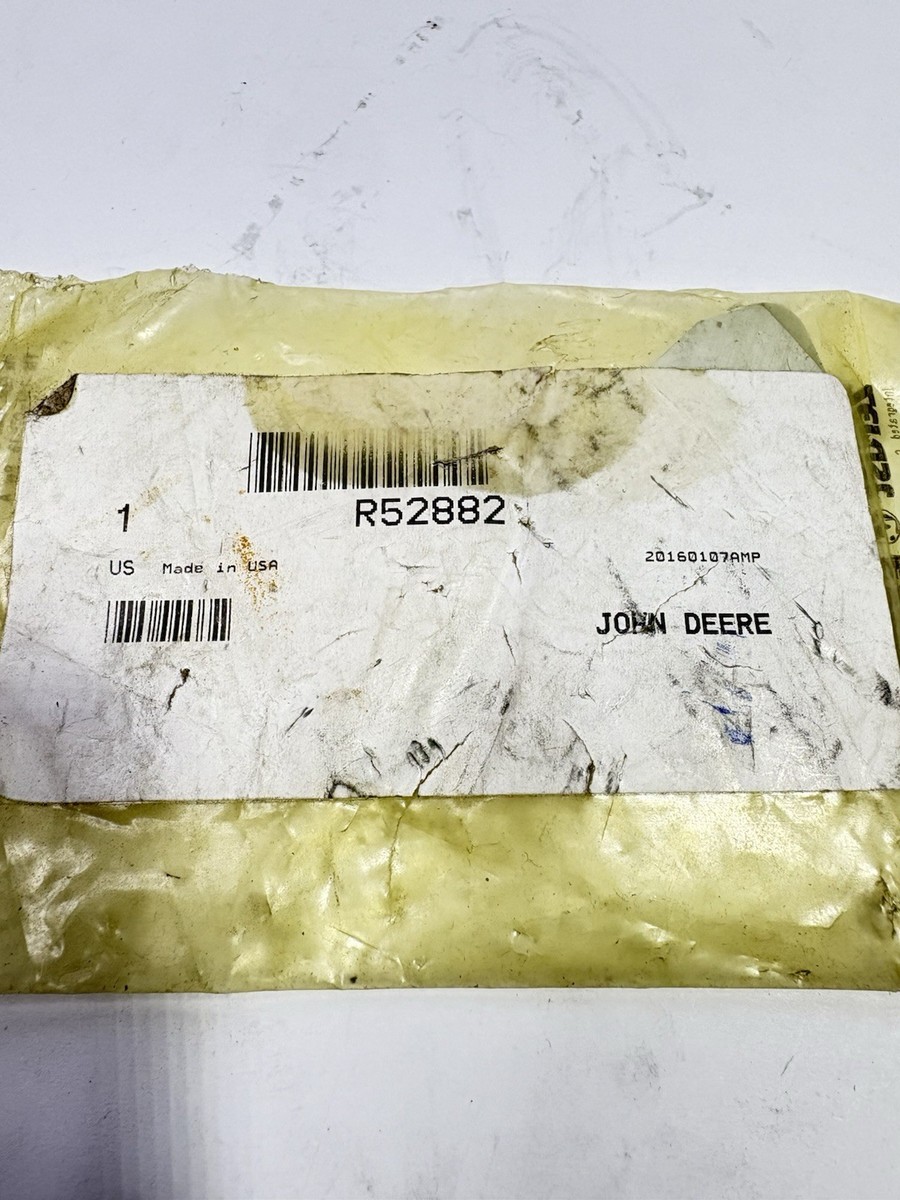 1
R52882
US Made in USA
20160107AMP
JOHN DEERE